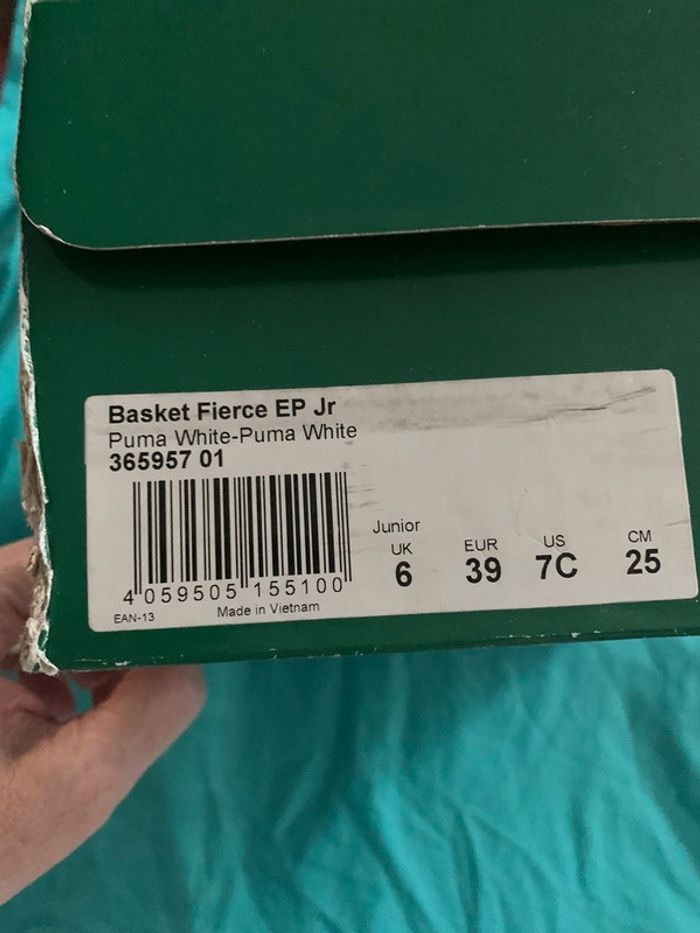 Basket Fierce EP Jr
Puma White-Puma White
365957 01
4 059505 155100
EAN-13
Made in Vietnam
Junior
UK EUR US CM
6 39 7C 25